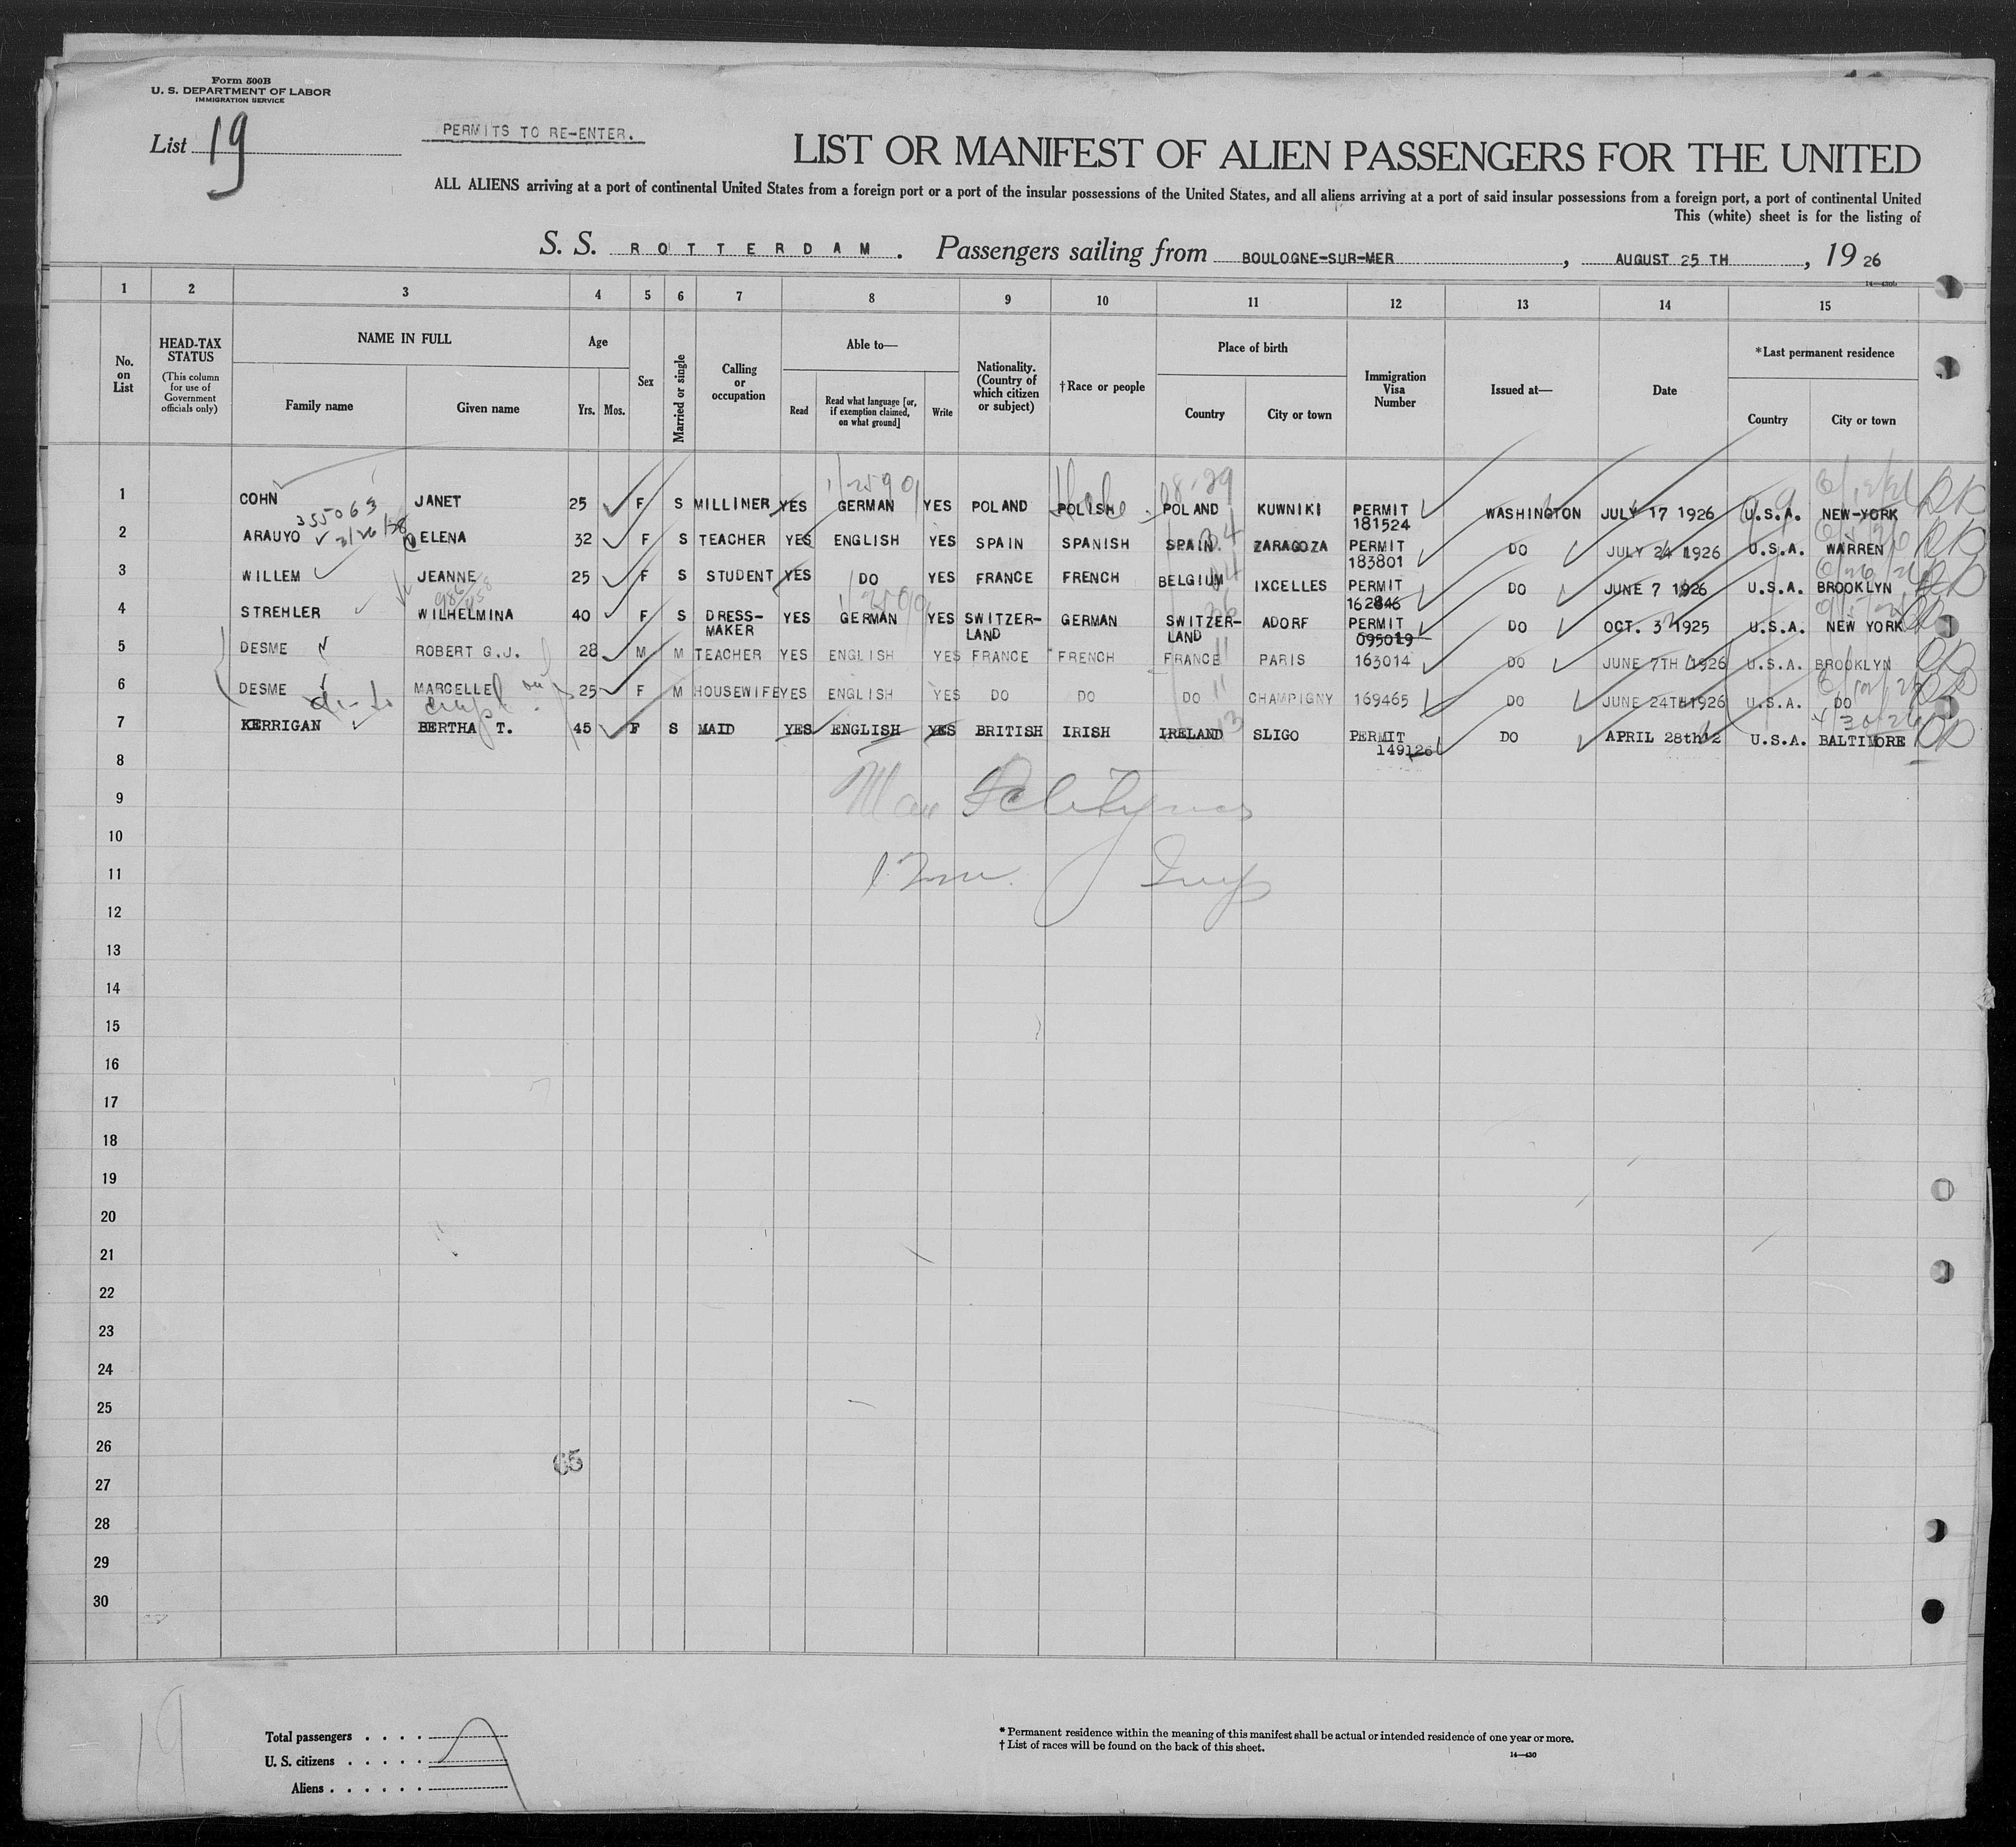 Form 500B
U. S. DEPARTMENT OF LABOR
IMMIGRATION SERVICE
List 19
PERMITS TO RE-ENTER.
LIST OR MANIFEST OF ALIEN PASSENGERS FOR THE UNITED
ALL ALIENS arriving at a port of continental United States from a foreign port or a port of the insular possessions of the United States, and all aliens arriving at a port of said insular possessions from a foreign port, a port of continental United
This (white) sheet is for the listing of
S. S. ROTTERDAM. Passengers sailing from BOULOGNE-SUR-MER, AUGUST 25 TH, 19 26
14—430b
1 2 3 4 5 6 7 8 9 10 11 12 13 14 15
No. on List
HEAD-TAX STATUS
(This column for use of Government officials only)
NAME IN FULL
Family name
Given name
Age
Yrs. Mos.
Sex
Married or single
Calling or occupation
Able to—
Read
Read what language [or, if exemption claimed, on what ground]
Write
Nationality. (Country of which citizen or subject)
†Race or people
Place of birth
Country
City or town
Immigration Visa Number
Issued at—
Date
*Last permanent residence
Country
City or town
1 COHN JANET 25 F S MILLINER YES GERMAN YES POLAND POLISH POLAND KUWNIKI PERMIT 181524 WASHINGTON JULY 17 1926 U.S.A. NEW-YORK
355063
3/26/38
2 ARAUYO ELENA 32 F S TEACHER YES ENGLISH YES SPAIN SPANISH SPAIN. ZARAGOZA PERMIT 183801 DO JULY 24 1926 U.S.A. WARREN
3 WILLEM JEANNE 25 F S STUDENT YES DO YES FRANCE FRENCH BELGIUM IXCELLES PERMIT 162846 DO JUNE 7 1926 U.S.A. BROOKLYN
4 STREHLER WILHELMINA 40 F S DRESS-MAKER YES GERMAN YES SWITZER-LAND GERMAN SWITZER-LAND ADORF PERMIT 095019 DO OCT. 3 1925 U.S.A. NEW YORK
5 DESME ROBERT G.J. 28 M M TEACHER YES ENGLISH YES FRANCE FRENCH FRANCE PARIS 163014 DO JUNE 7TH 1926 U.S.A. BROOKLYN
6 DESME MARCELLE 25 F M HOUSEWIFE YES ENGLISH YES DO DO DO CHAMPIGNY 169465 DO JUNE 24TH 1926 U.S.A. DO
7 KERRIGAN BERTHA T. 45 F S MAID YES ENGLISH YES BRITISH IRISH IRELAND SLIGO PERMIT 149126 DO APRIL 28th U.S.A. BALTIMORE
8
9
10
11
12
13
14
15
16
17
18
19
20
21
22
23
24
25
26
65
27
28
29
30
19
Total passengers
U. S. citizens
Aliens
* Permanent residence within the meaning of this manifest shall be actual or intended residence of one year or more.
† List of races will be found on the back of this sheet.
14—430